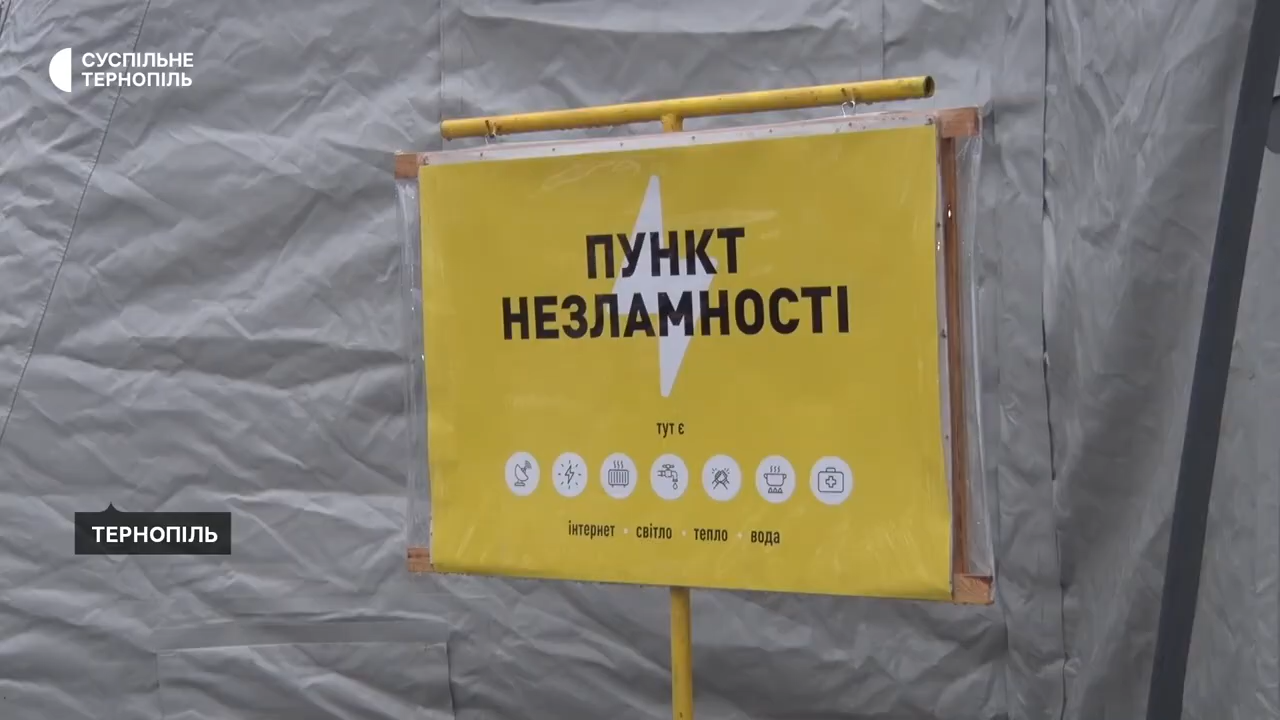 СУСПІЛЬНЕ
ТЕРНОПІЛЬ
ПУНКТ
НЕЗЛАМНОСТІ
тут є
інтернет • світло • тепло • вода
ТЕРНОПІЛЬ